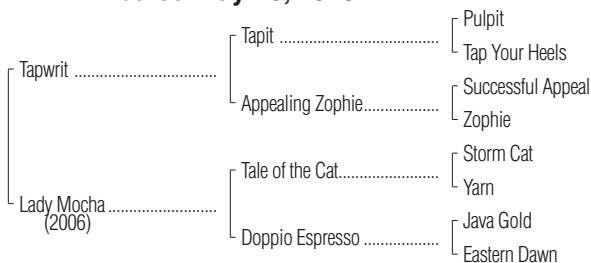 Pulpit
Tapit ........................................
Tap Your Heels
Tapwrit ....................................
Successful Appeal
Appealing Zophie...................
Zophie
Storm Cat
Tale of the Cat.........................
Yarn
Lady Mocha ...........................
(2006)
Java Gold
Doppio Espresso ...................
Eastern Dawn